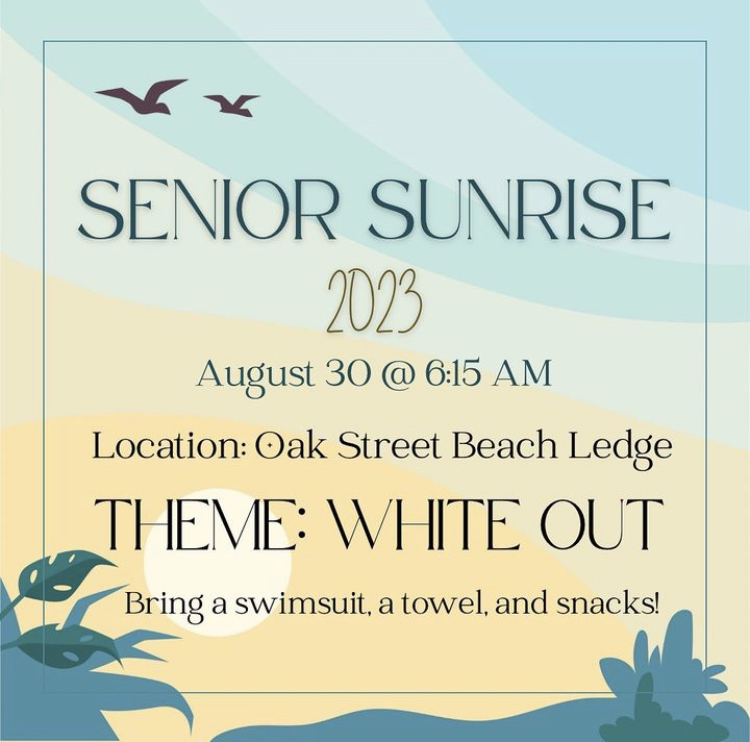 SENIOR SUNRISE
2023
August 30 @ 6:15 AM
Location: Oak Street Beach Ledge
THEME: WHITE OUT
Bring a swimsuit, a towel, and snacks!